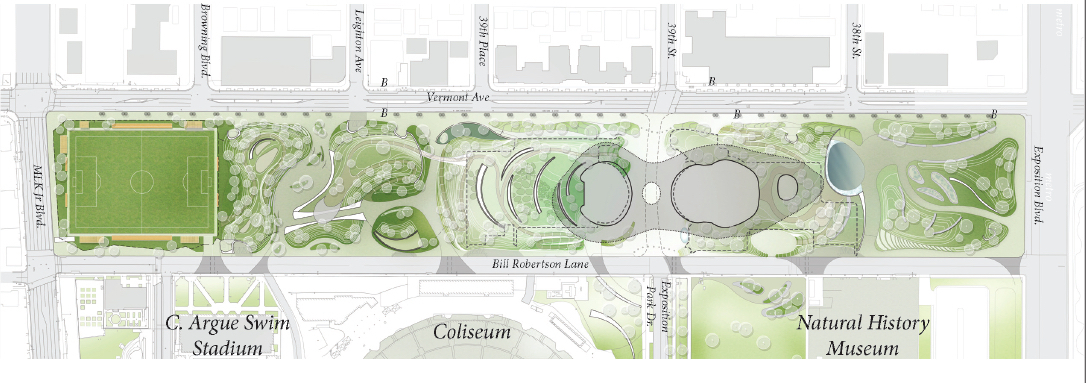 Browning Blvd.
Leighton Ave
39th Place
39th St.
38th St.
metro
B
B
Vermont Ave
B
B
B
MLK Jr Blvd.
Exposition Blvd.
Bill Robertson Lane
Exposition
Park Dr.
C. Argue Swim
Stadium
Coliseum
Natural History
Museum